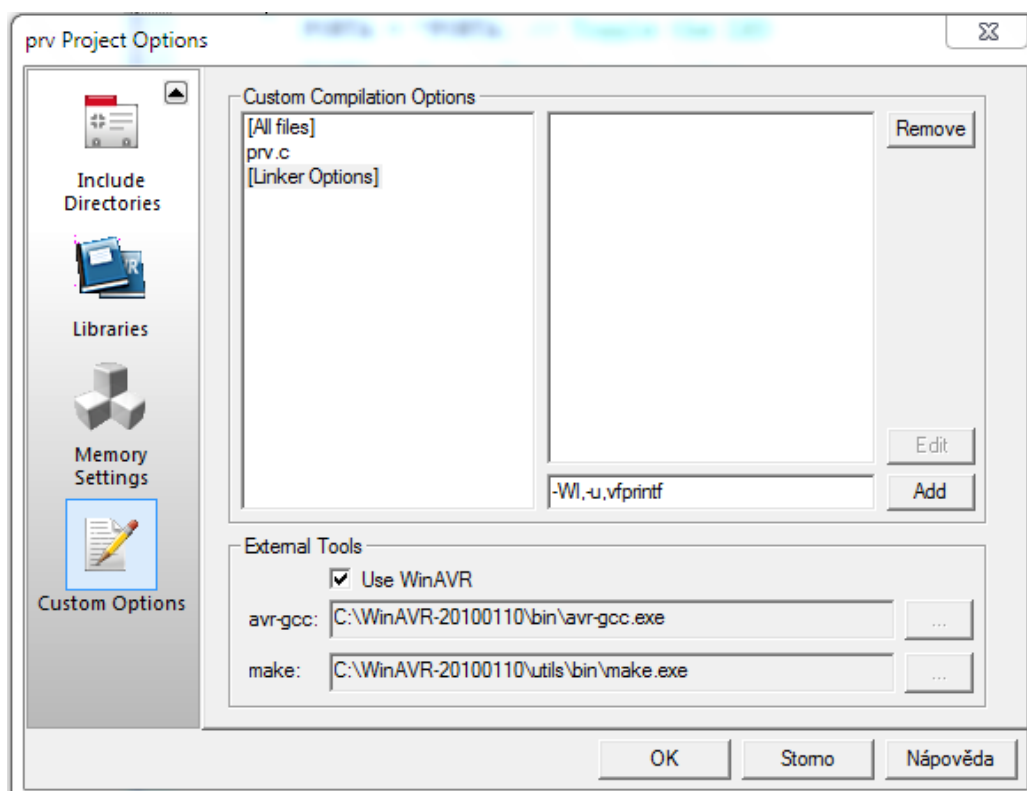 prv Project Options
Include
Directories
Libraries
Memory
Settings
Custom Options
Custom Compilation Options
[All files]
prv.c
[Linker Options]
Remove
Edit
-Wl,-u,vfprintf
Add
External Tools
Use WinAVR
avr-gcc: C:\WinAVR-20100110\bin\avr-gcc.exe ...
make: C:\WinAVR-20100110\utils\bin\make.exe ...
OK Storno Nápověda